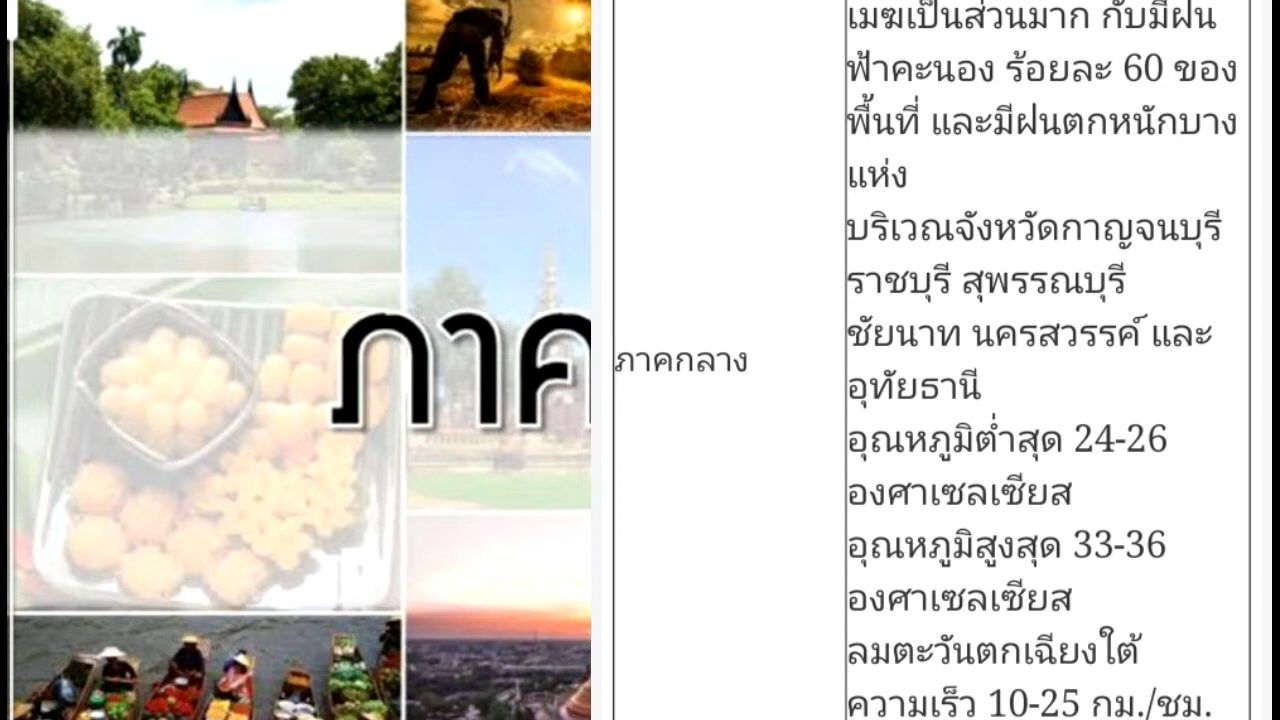 ภาค
ภาคกลาง
เมฆเป็นส่วนมาก กับมีฝน
ฟ้าคะนอง ร้อยละ 60 ของ
พื้นที่ และมีฝนตกหนักบาง
แห่ง
บริเวณจังหวัดกาญจนบุรี
ราชบุรี สุพรรณบุรี
ชัยนาท นครสวรรค์ และ
อุทัยธานี
อุณหภูมิต่ำสุด 24-26
องศาเซลเซียส
อุณหภูมิสูงสุด 33-36
องศาเซลเซียส
ลมตะวันตกเฉียงใต้
ความเร็ว 10-25 กม./ชม.